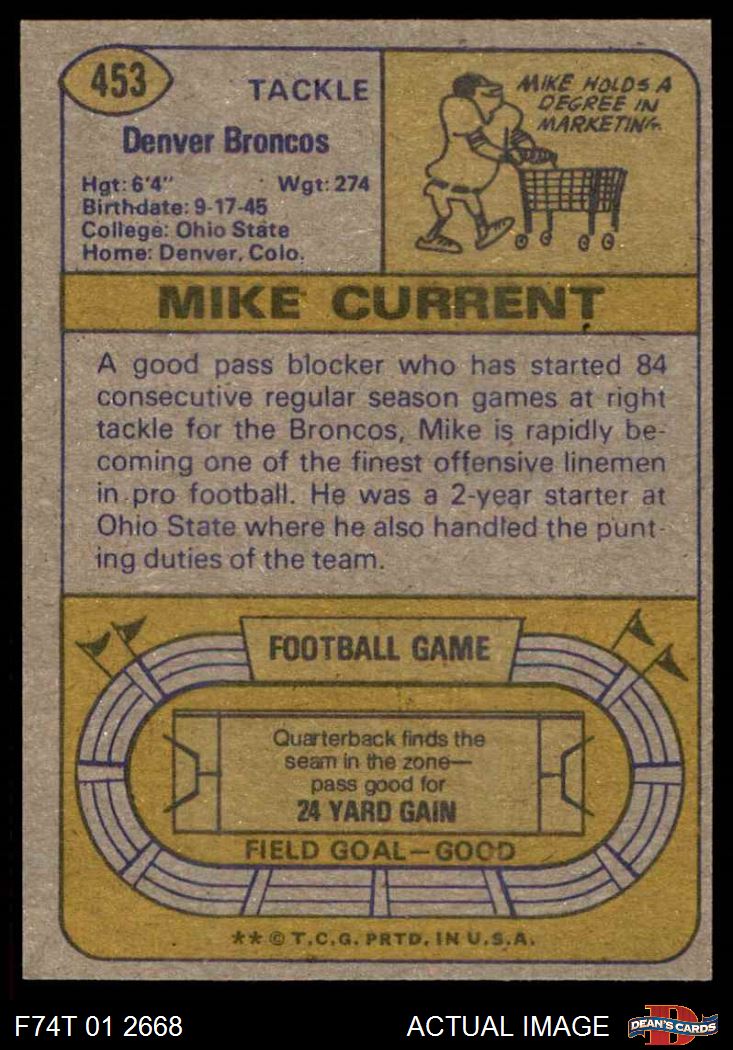 453
TACKLE
Denver Broncos
Hgt: 6'4" Wgt: 274
Birthdate: 9-17-45
College: Ohio State
Home: Denver, Colo.
MIKE HOLDS A
DEGREE IN
MARKETING.
MIKE CURRENT
A good pass blocker who has started 84
consecutive regular season games at right
tackle for the Broncos, Mike is rapidly be-
coming one of the finest offensive linemen
in pro football. He was a 2-year starter at
Ohio State where he also handled the punt-
ing duties of the team.
FOOTBALL GAME
Quarterback finds the
seam in the zone—
pass good for
24 YARD GAIN
FIELD GOAL—GOOD
** © T.C.G. PRTD. IN U.S.A.
F74T 01 2668 ACTUAL IMAGE
D
DEAN'S CARDS